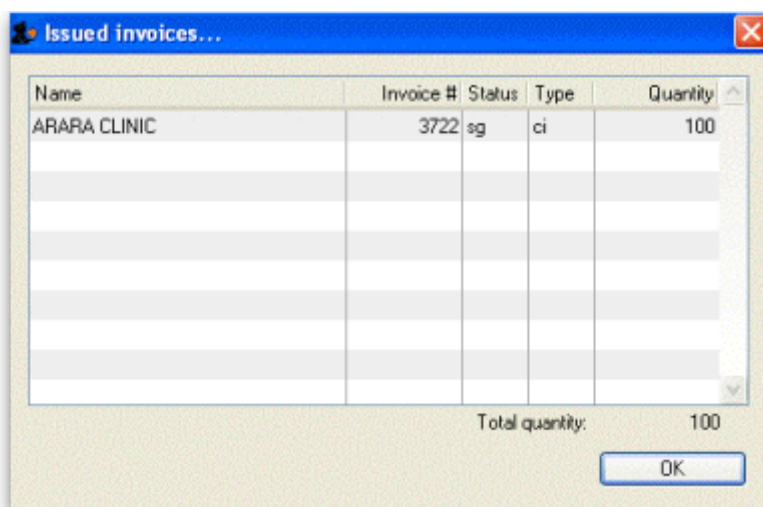 Issued invoices...
Name Invoice # Status Type Quantity
ARARA CLINIC 3722 sg ci 100
Total quantity: 100
OK